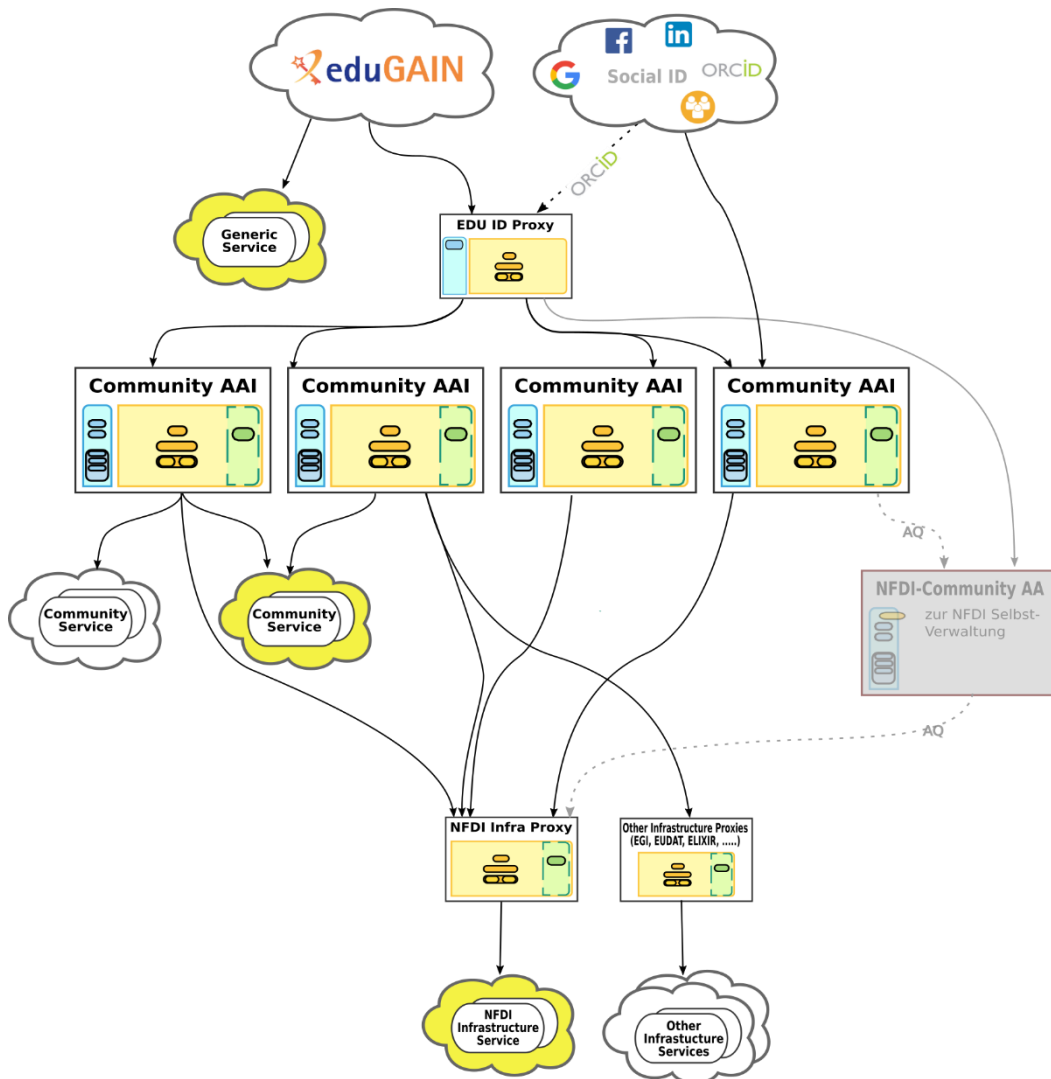 eduGAIN
Social ID
ORCID
ORCID
Generic
Service
EDU ID Proxy
Community AAI
Community AAI
Community AAI
Community AAI
AQ
Community
Service
Community
Service
NFDI-Community AA
zur NFDI Selbst-
Verwaltung
AQ
NFDI Infra Proxy
Other Infrastructure Proxies
(EGI, EUDAT, ELIXIR, .....)
NFDI
Infrastructure
Service
Other
Infrastucture
Services